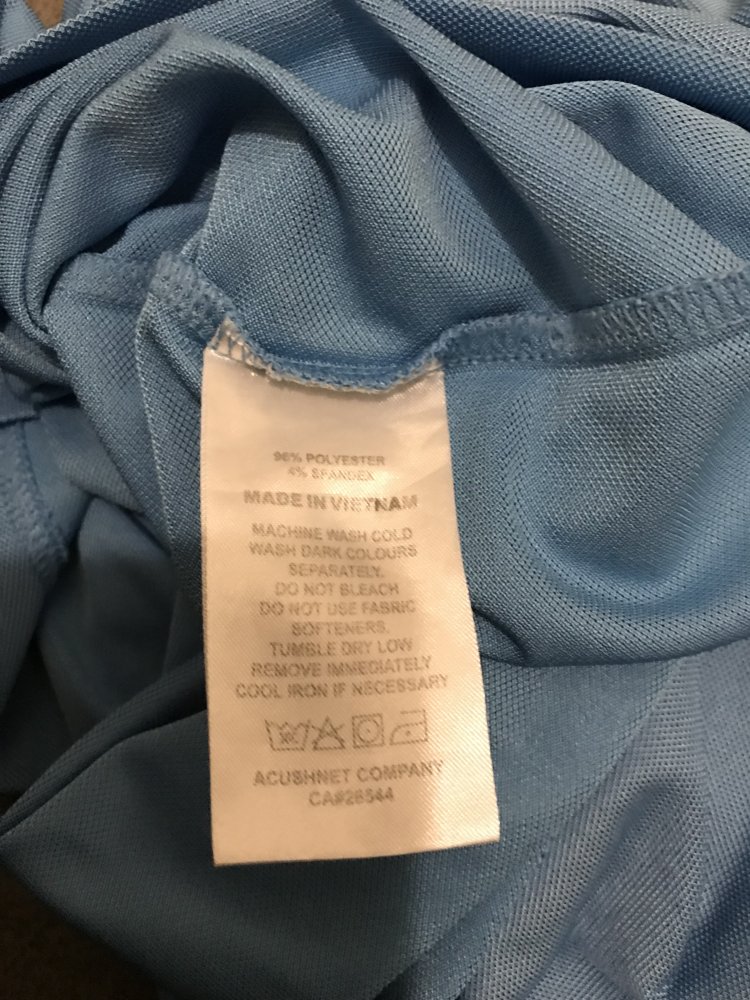 96% POLYESTER
4% SPANDEX
MADE IN VIETNAM
MACHINE WASH COLD
WASH DARK COLOURS
SEPARATELY.
DO NOT BLEACH
DO NOT USE FABRIC
SOFTENERS.
TUMBLE DRY LOW
REMOVE IMMEDIATELY
COOL IRON IF NECESSARY
ACUSHNET COMPANY
CA#26544